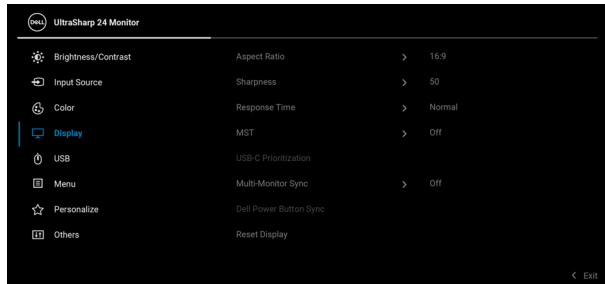 DELL UltraSharp 24 Monitor
Brightness/Contrast Aspect Ratio > 16:9
Input Source Sharpness > 50
Color Response Time > Normal
Display MST > Off
USB USB-C Prioritization
Menu Multi-Monitor Sync > Off
Personalize Dell Power Button Sync
Others Reset Display
< Exit